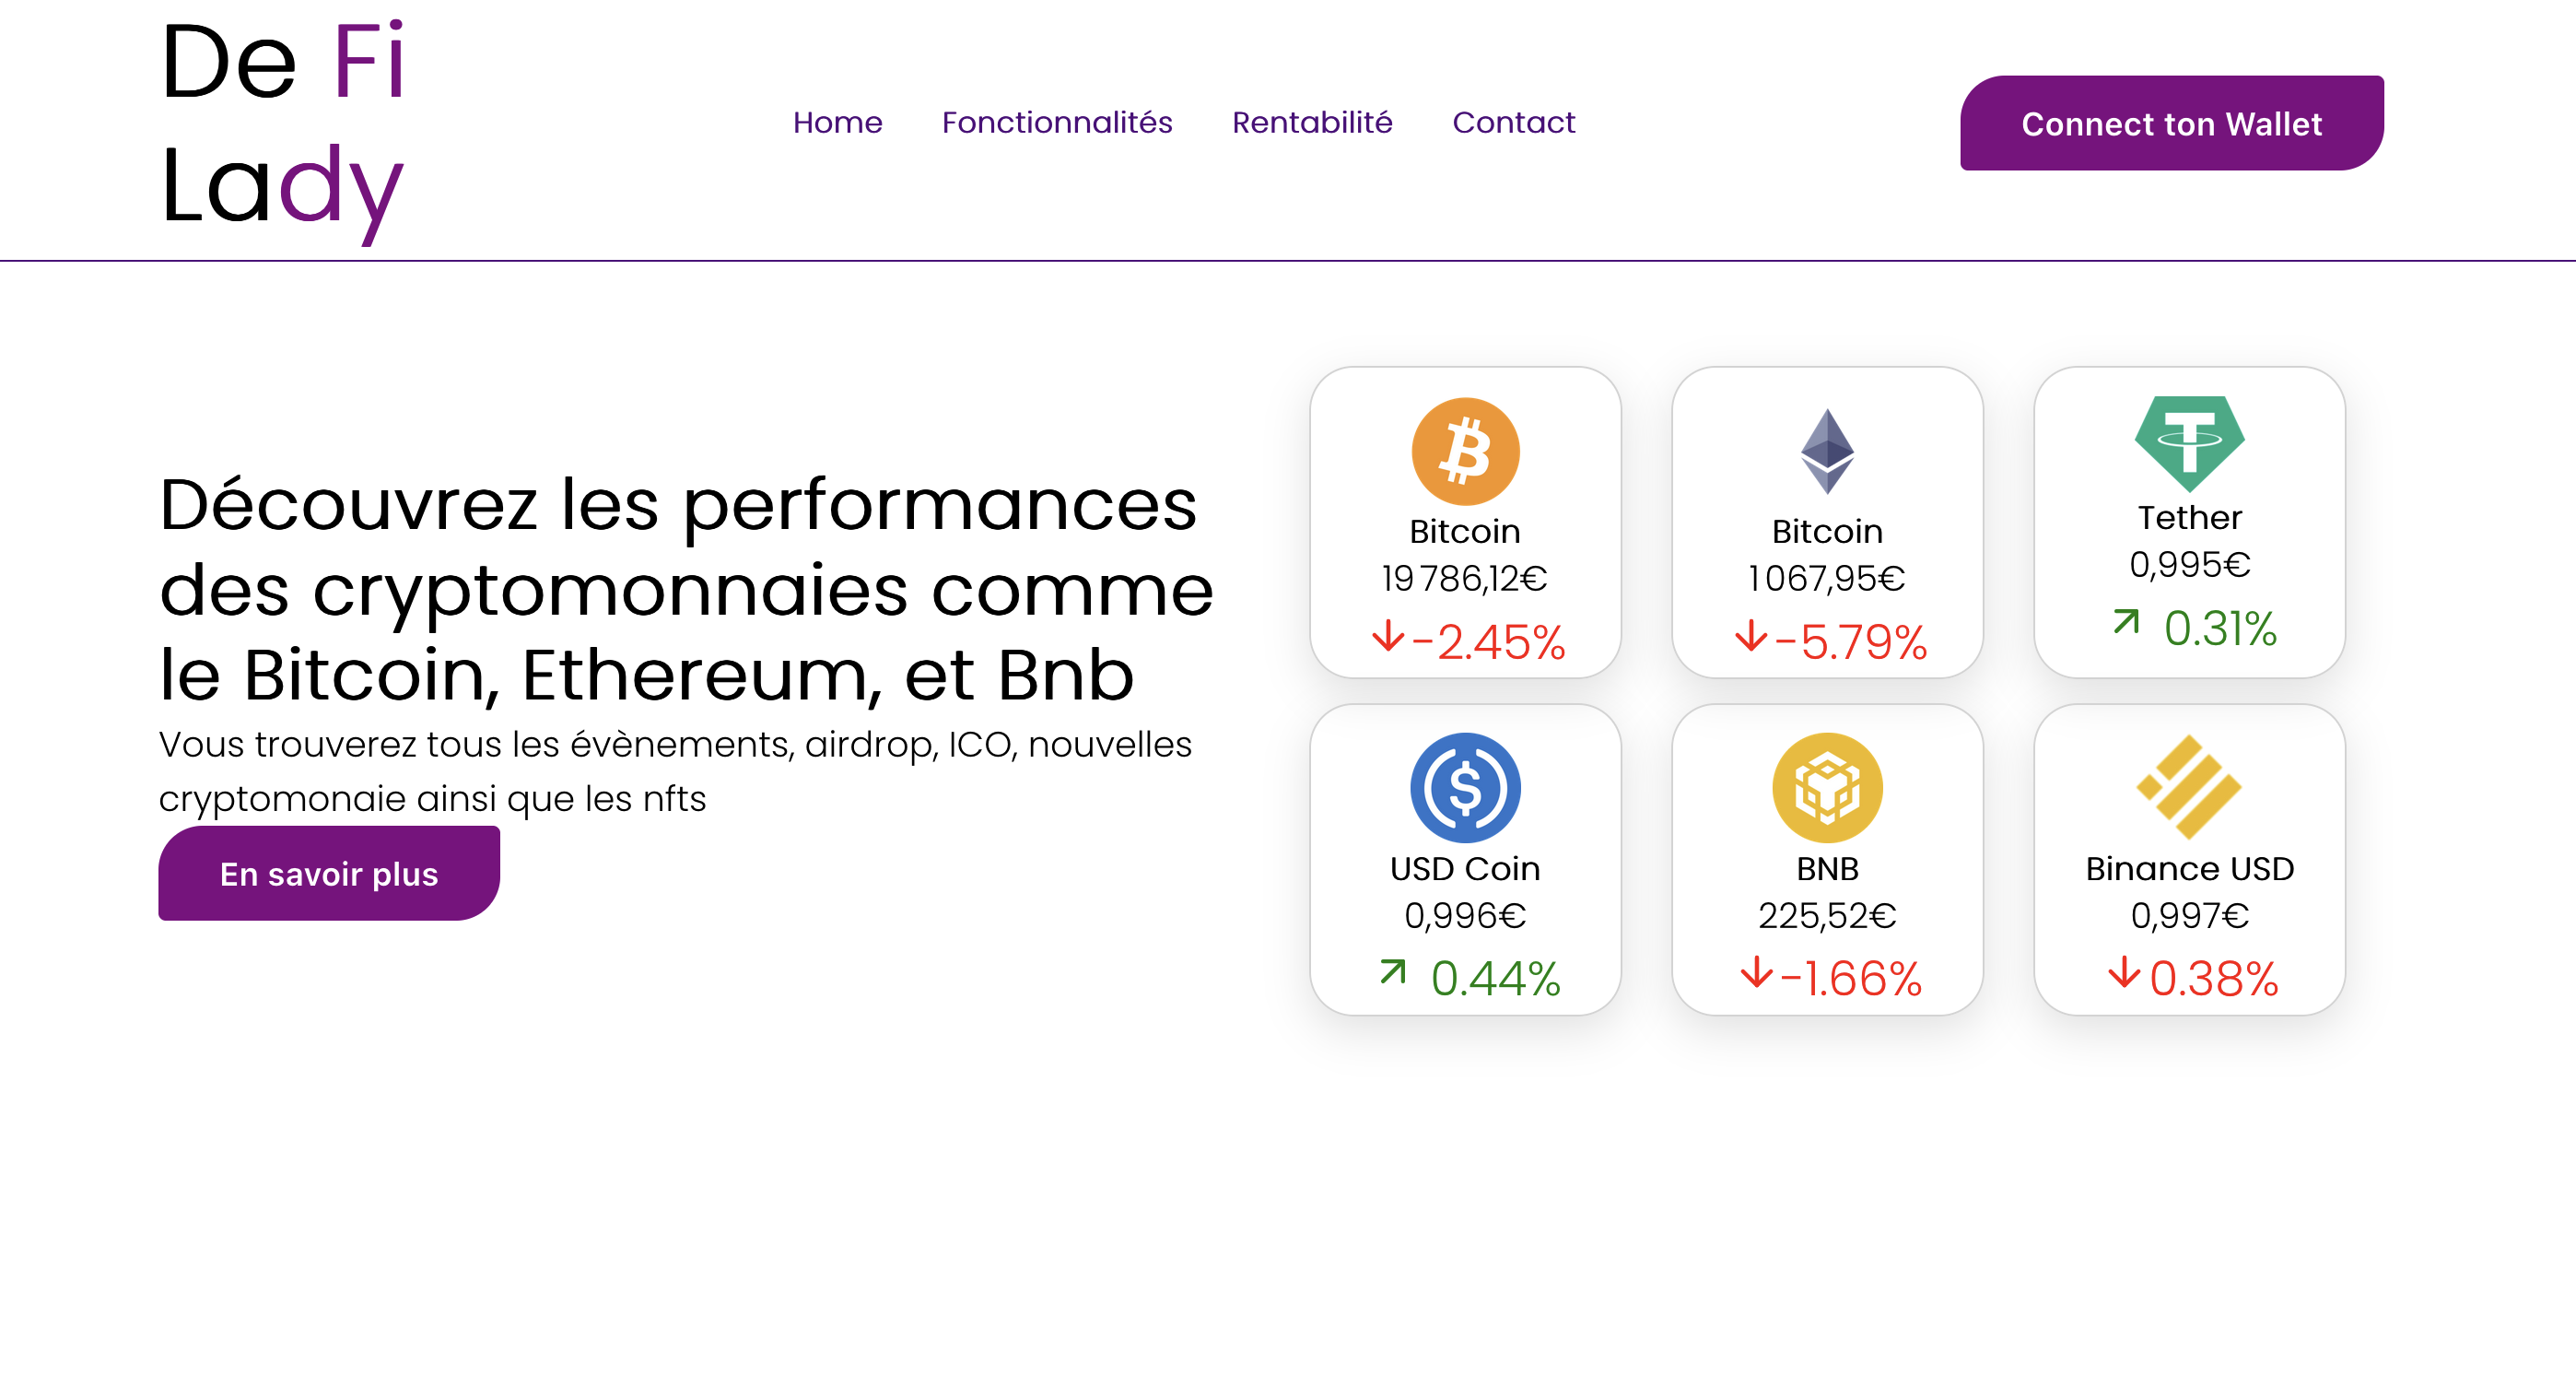 De Fi
Lady
Home Fonctionnalités Rentabilité Contact
Connect ton Wallet
Découvrez les performances
des cryptomonnaies comme
le Bitcoin, Ethereum, et Bnb
Vous trouverez tous les évènements, airdrop, ICO, nouvelles
cryptomonaie ainsi que les nfts
En savoir plus
Bitcoin
19 786,12€
-2.45%
Bitcoin
1 067,95€
-5.79%
Tether
0,995€
0.31%
USD Coin
0,996€
0.44%
BNB
225,52€
-1.66%
Binance USD
0,997€
0.38%